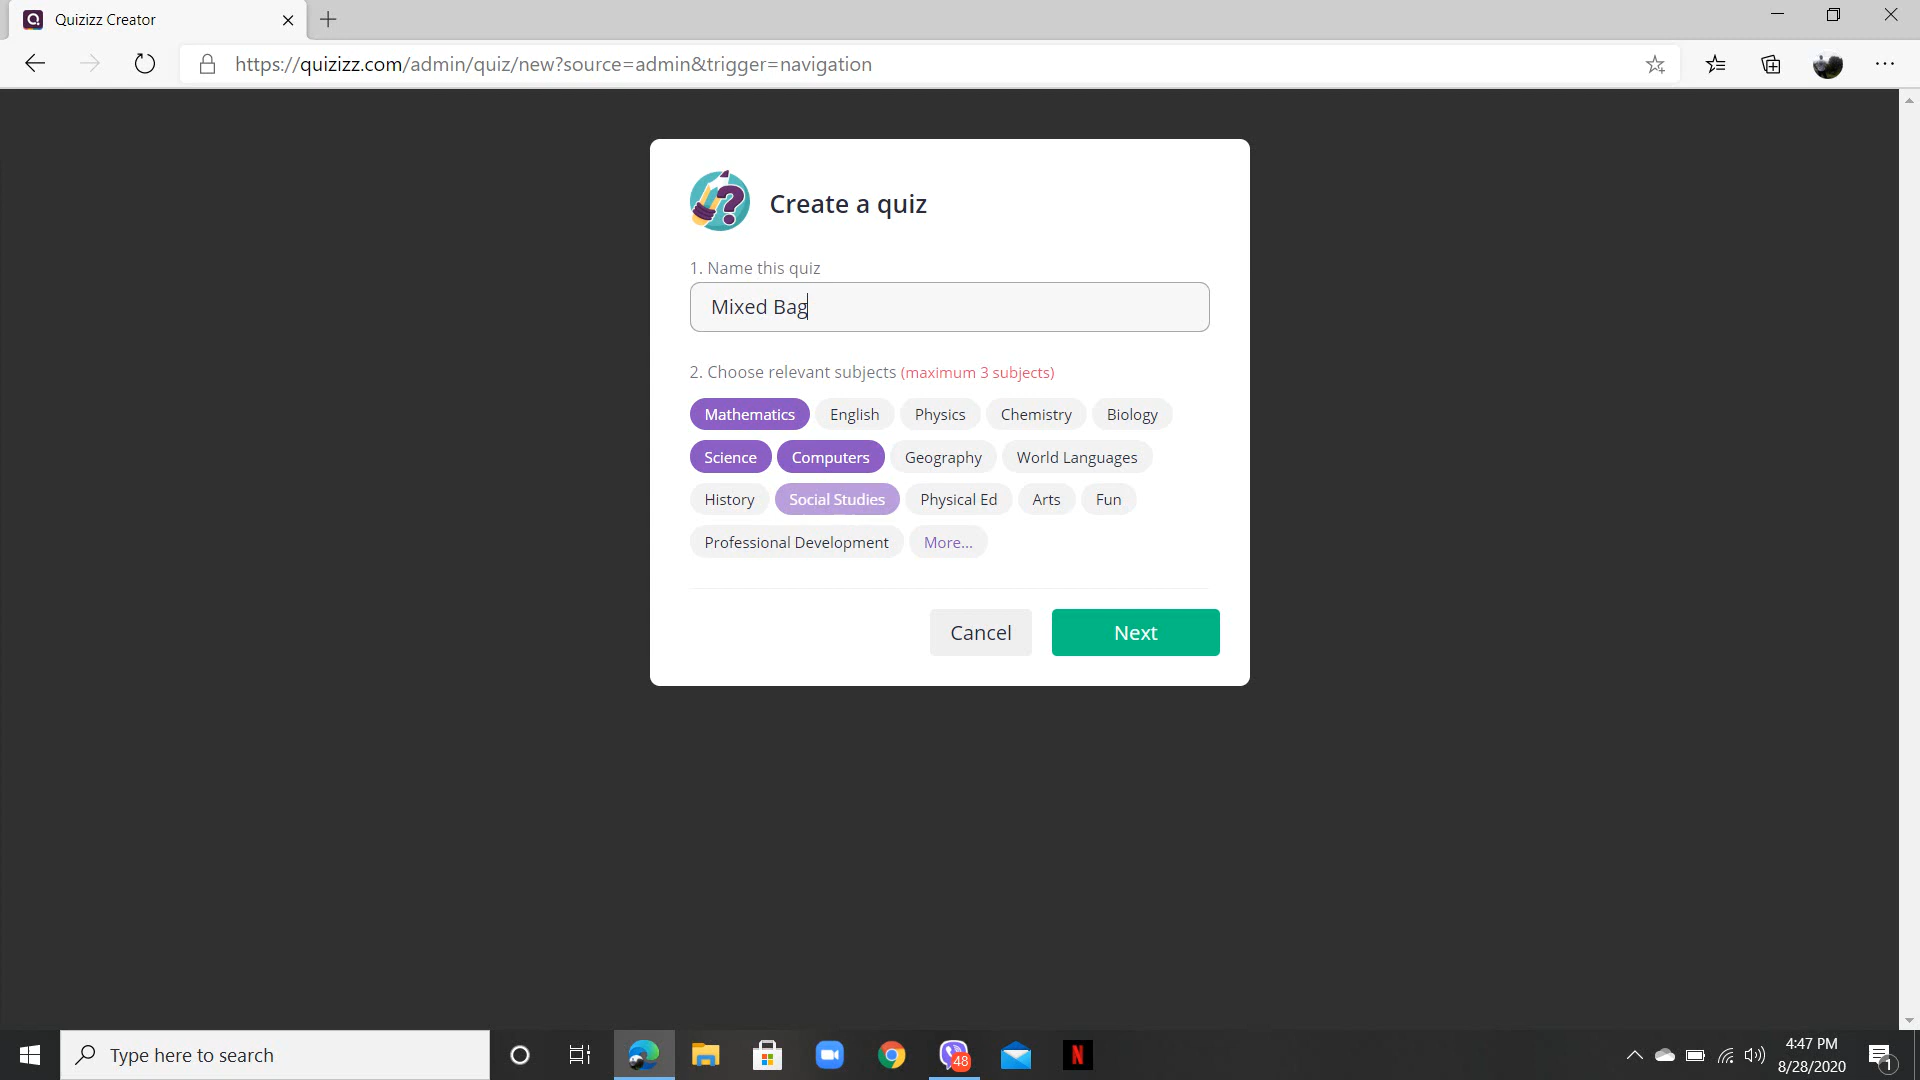 Quizizz Creator
https://quizizz.com/admin/quiz/new?source=admin&trigger=navigation
Create a quiz
1. Name this quiz
Mixed Bag
2. Choose relevant subjects (maximum 3 subjects)
Mathematics English Physics Chemistry Biology
Science Computers Geography World Languages
History Social Studies Physical Ed Arts Fun
Professional Development More...
Cancel Next
Type here to search
48
N
4:47 PM
8/28/2020
1